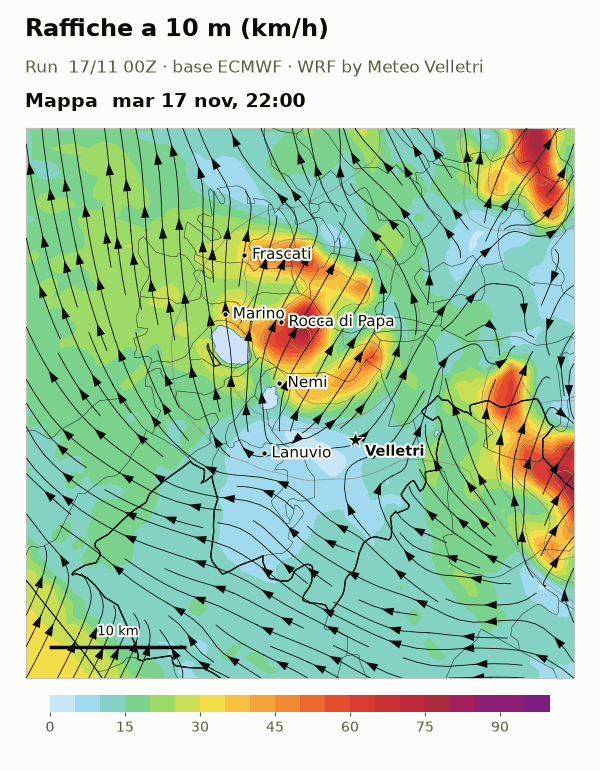 Raffiche a 10 m (km/h)
Run  17/11 00Z · base ECMWF · WRF by Meteo Velletri
Mappa  mar 17 nov, 22:00
Frascati
Marino
Rocca di Papa
Nemi
Velletri
Lanuvio
10 km
0 15 30 45 60 75 90